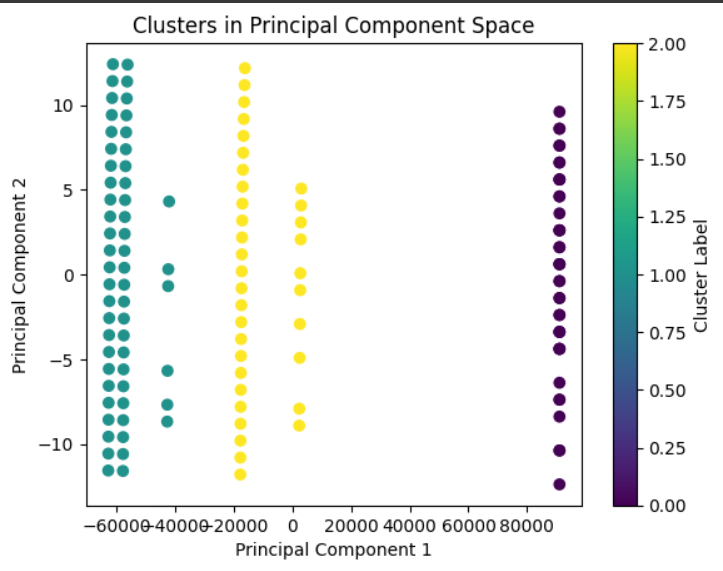 Clusters in Principal Component Space
Principal Component 2
10
5
0
−5
−10
−60000 −40000 −20000 0 20000 40000 60000 80000
Principal Component 1
2.00
1.75
1.50
1.25
1.00
0.75
0.50
0.25
0.00
Cluster Label